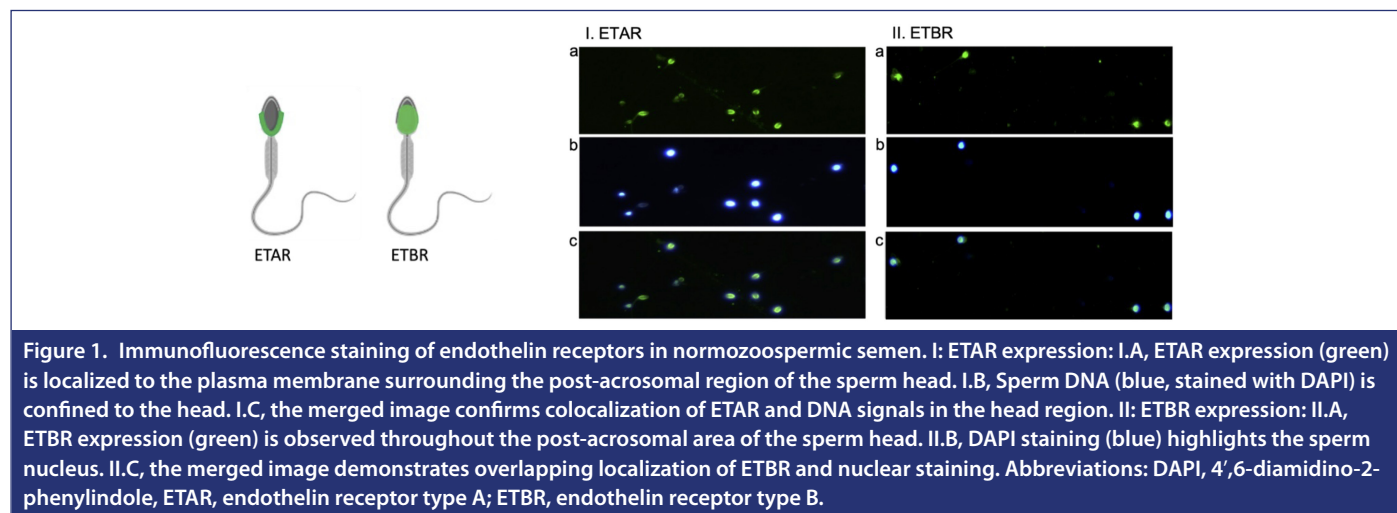 I. ETAR
a
b
c
II. ETBR
a
b
c
ETAR
ETBR
Figure 1. Immunofluorescence staining of endothelin receptors in normozoospermic semen. I: ETAR expression: I.A, ETAR expression (green)
is localized to the plasma membrane surrounding the post-acrosomal region of the sperm head. I.B, Sperm DNA (blue, stained with DAPI) is
confined to the head. I.C, the merged image confirms colocalization of ETAR and DNA signals in the head region. II: ETBR expression: II.A,
ETBR expression (green) is observed throughout the post-acrosomal area of the sperm head. II.B, DAPI staining (blue) highlights the sperm
nucleus. II.C, the merged image demonstrates overlapping localization of ETBR and nuclear staining. Abbreviations: DAPI, 4′,6-diamidino-2-
phenylindole, ETAR, endothelin receptor type A; ETBR, endothelin receptor type B.